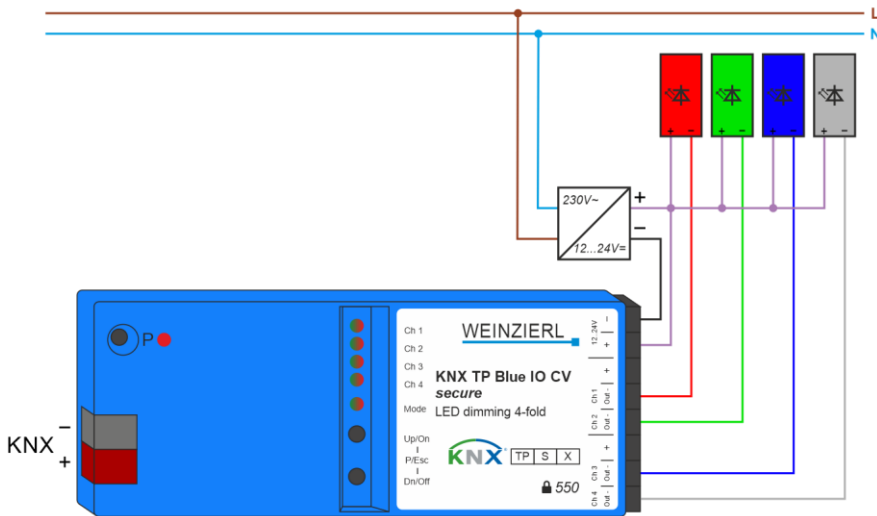 L
N
+ − + − + − + −
230V~
+
−
12...24V=
P
KNX
−
+
Ch 1
Ch 2
Ch 3
Ch 4
Mode
Up/On
P/Esc
Dn/Off
WEINZIERL
KNX TP Blue IO CV
secure
LED dimming 4-fold
KNX
TP S X
550
12..24V
−
+
+
Ch 1 Out -
Ch 2 Out -
+
Ch 3 Out -
Ch 4 Out -